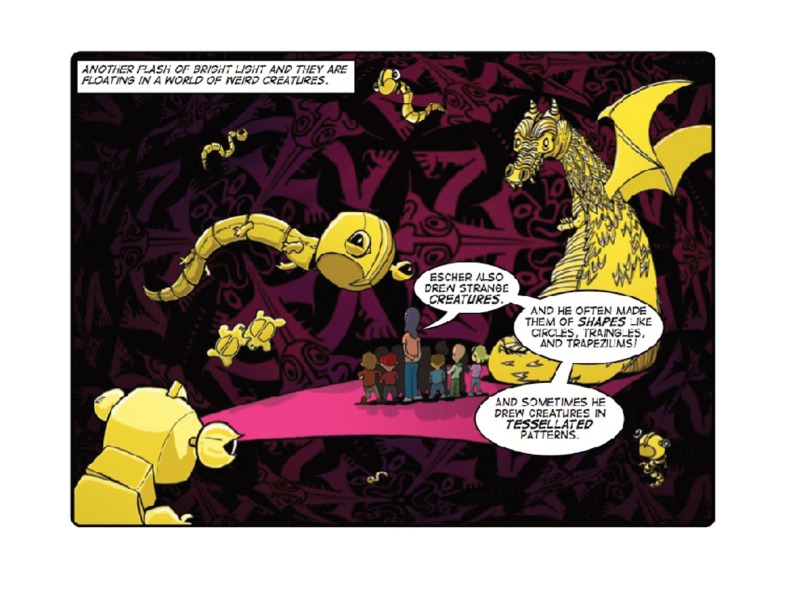 ANOTHER FLASH OF BRIGHT LIGHT AND THEY ARE
FLOATING IN A WORLD OF WEIRD CREATURES.
ESCHER ALSO
DREW STRANGE
CREATURES.
AND HE OFTEN MADE
THEM OF SHAPES LIKE
CIRCLES, TRAINGLES,
AND TRAPEZIUMS!
AND SOMETIMES HE
DREW CREATURES IN
TESSELLATED
PATTERNS.